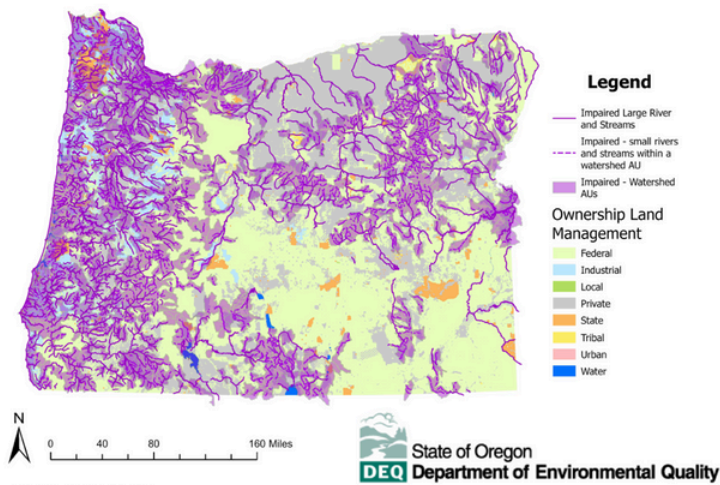 Legend
Impaired Large River
and Streams
Impaired - small rivers
and streams within a
watershed AU
Impaired - Watershed
AUs
Ownership Land
Management
Federal
Industrial
Local
Private
State
Tribal
Urban
Water
N
0 40 80 160 Miles
State of Oregon
DEQ Department of Environmental Quality